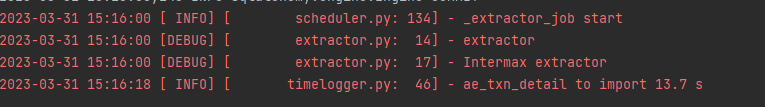 2023-03-31 15:16:00 [ INFO] [        scheduler.py: 134] - _extractor_job start
2023-03-31 15:16:00 [DEBUG] [        extractor.py:  14] - extractor
2023-03-31 15:16:00 [DEBUG] [        extractor.py:  17] - Intermax extractor
2023-03-31 15:16:18 [ INFO] [       timelogger.py:  46] - ae_txn_detail to import 13.7 s